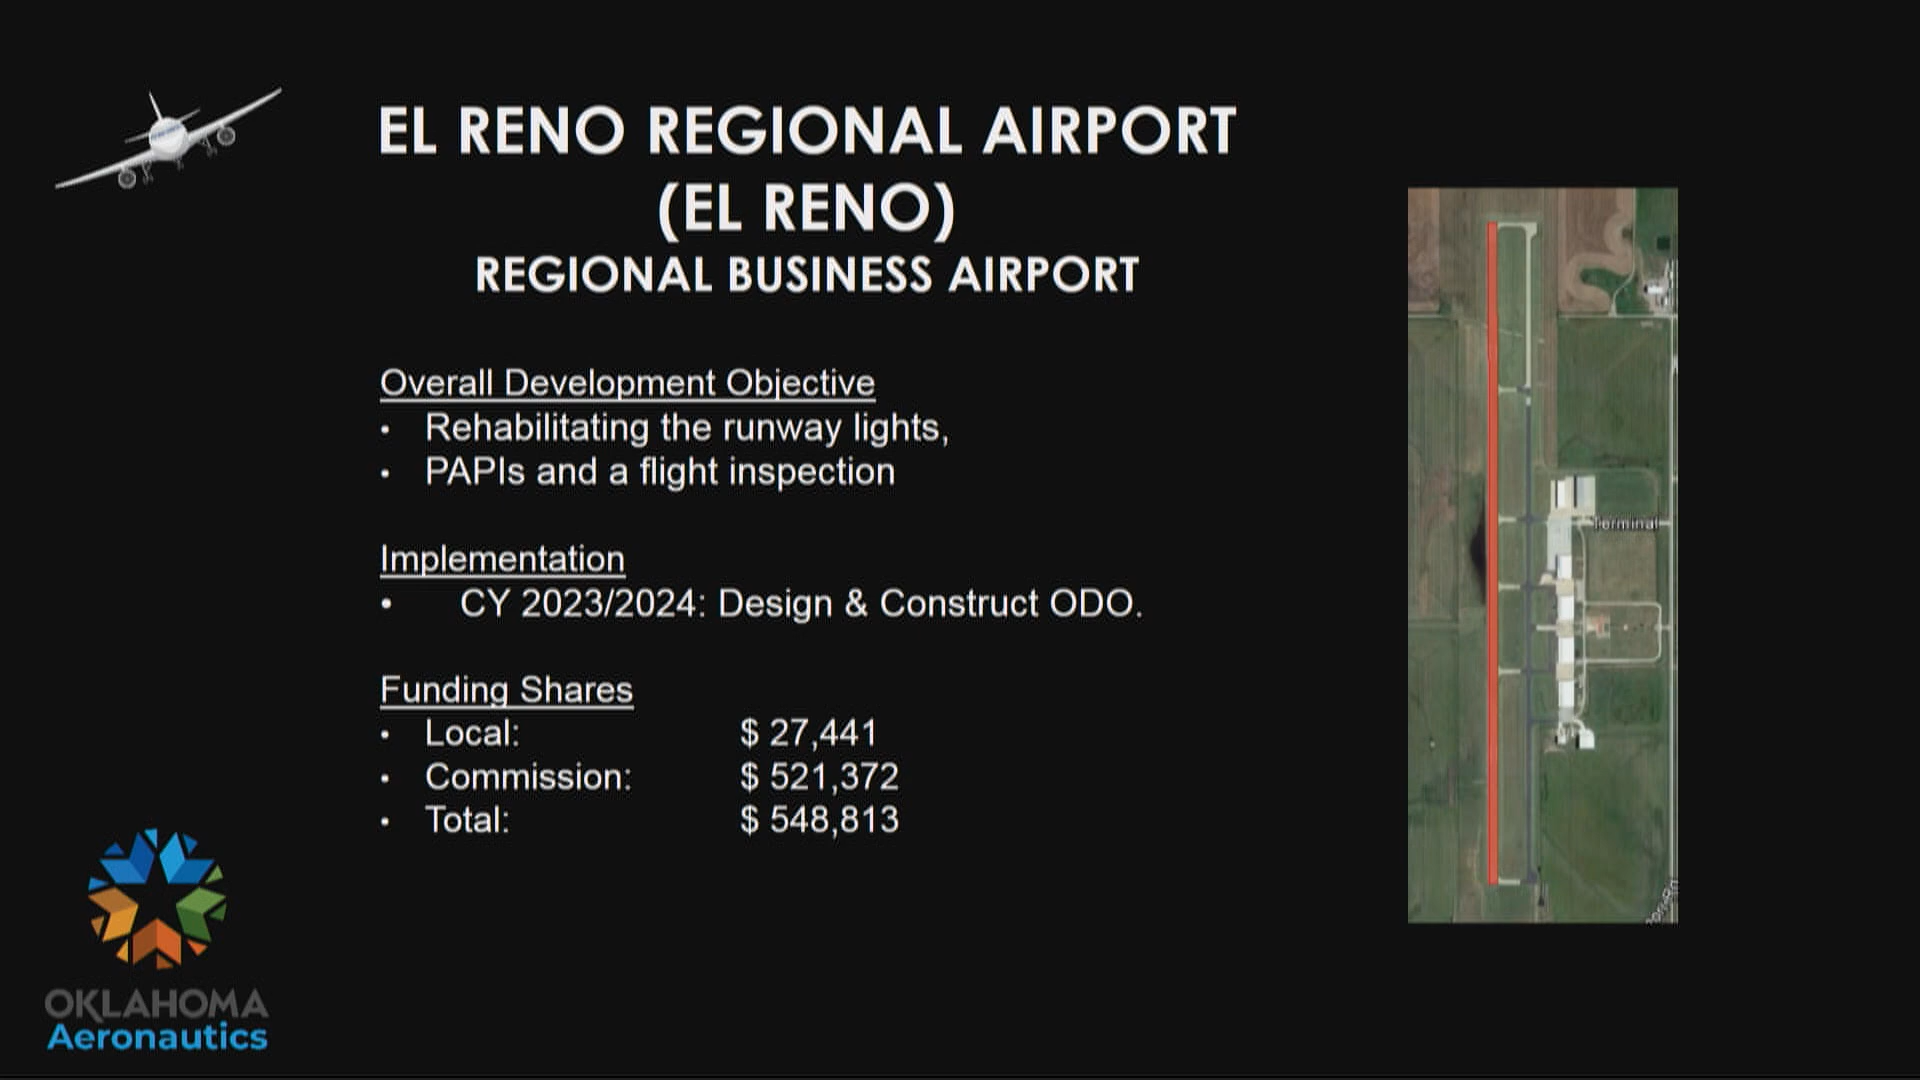 EL RENO REGIONAL AIRPORT
(EL RENO)
REGIONAL BUSINESS AIRPORT
Overall Development Objective
• Rehabilitating the runway lights,
• PAPIs and a flight inspection
Implementation
• CY 2023/2024: Design & Construct ODO.
Funding Shares
• Local: $ 27,441
• Commission: $ 521,372
• Total: $ 548,813
Terminal
OKLAHOMA
Aeronautics